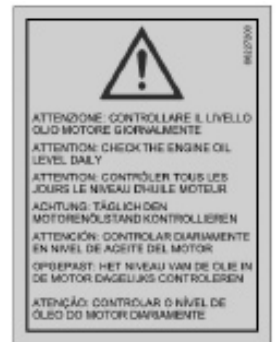 ATTENZIONE: CONTROLLARE IL LIVELLO
OLIO MOTORE GIORNALMENTE
ATTENTION: CHECK THE ENGINE OIL
LEVEL DAILY
ATTENTION: CONTRÔLER TOUS LES
JOURS LE NIVEAU D'HUILE MOTEUR
ACHTUNG: TÄGLICH DEN
MOTORENÖLSTAND KONTROLLIEREN
ATTENCIÓN: CONTROLAR DIARIAMENTE
EN NIVEL DE ACEITE DEL MOTOR
OPGEPAST: HET NIVEAU VAN DE OLIE IN
DE MOTOR DAGELIJKS CONTROLEREN
ATENÇÃO: CONTROLAR O NÍVEL DE
ÓLEO DO MOTOR DIARIAMENTE